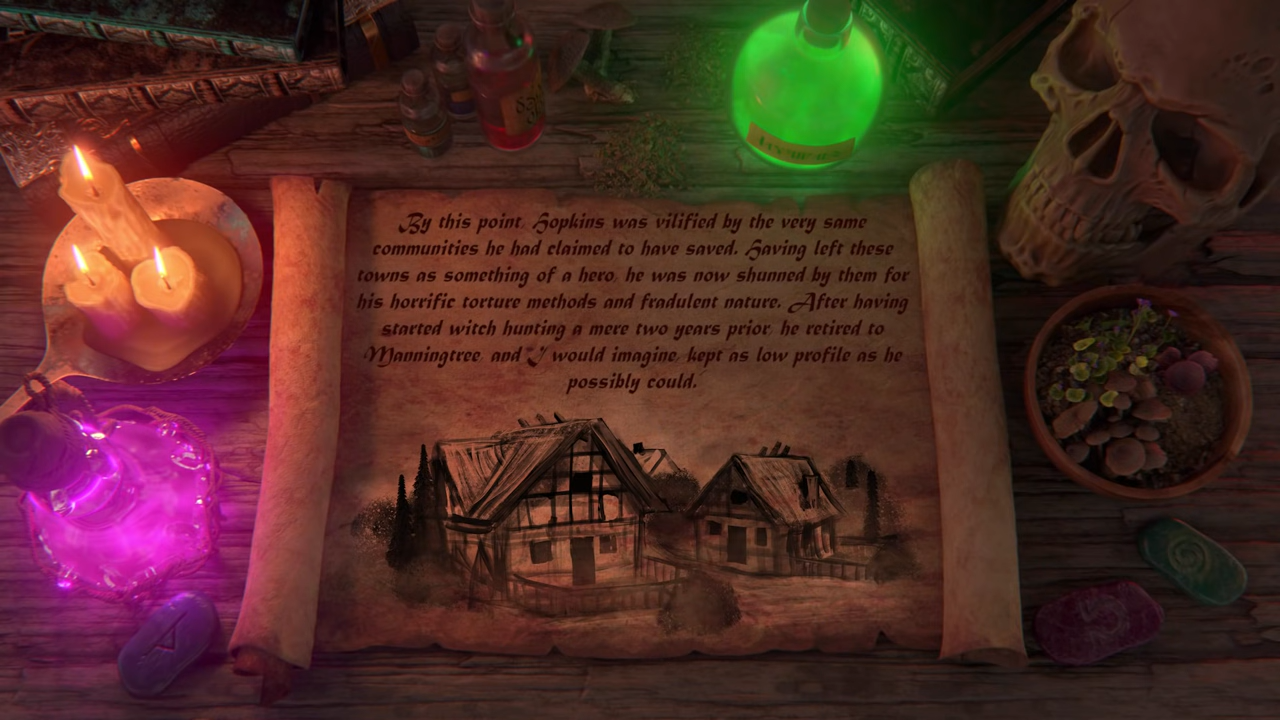 By this point, Hopkins was vilified by the very same
communities he had claimed to have saved. Having left these
towns as something of a hero, he was now shunned by them for
his horrific torture methods and fradulent nature. After having
started witch hunting a mere two years prior, he retired to
Manningtree, and I would imagine, kept as low profile as he
possibly could.